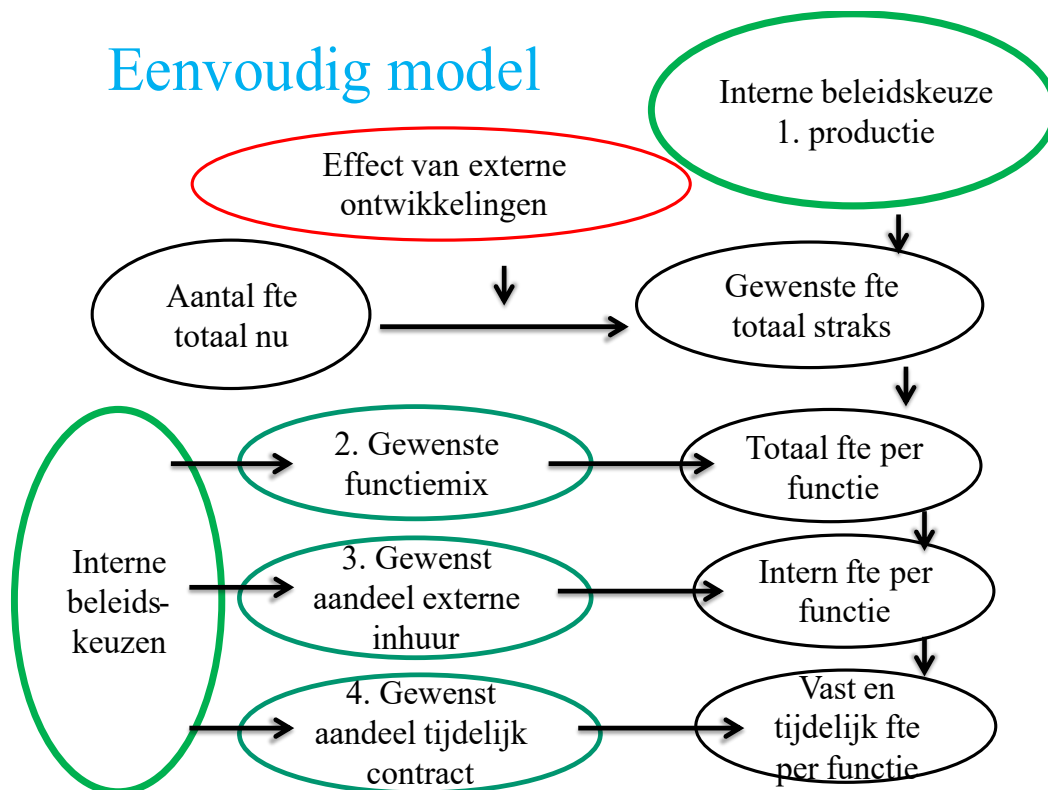 Eenvoudig model
Interne beleidskeuze
1. productie
Effect van externe
ontwikkelingen
Aantal fte
totaal nu
Gewenste fte
totaal straks
2. Gewenste
functiemix
Totaal fte per
functie
Interne
beleids-
keuzen
3. Gewenst
aandeel externe
inhuur
Intern fte per
functie
4. Gewenst
aandeel tijdelijk
contract
Vast en
tijdelijk fte
per functie